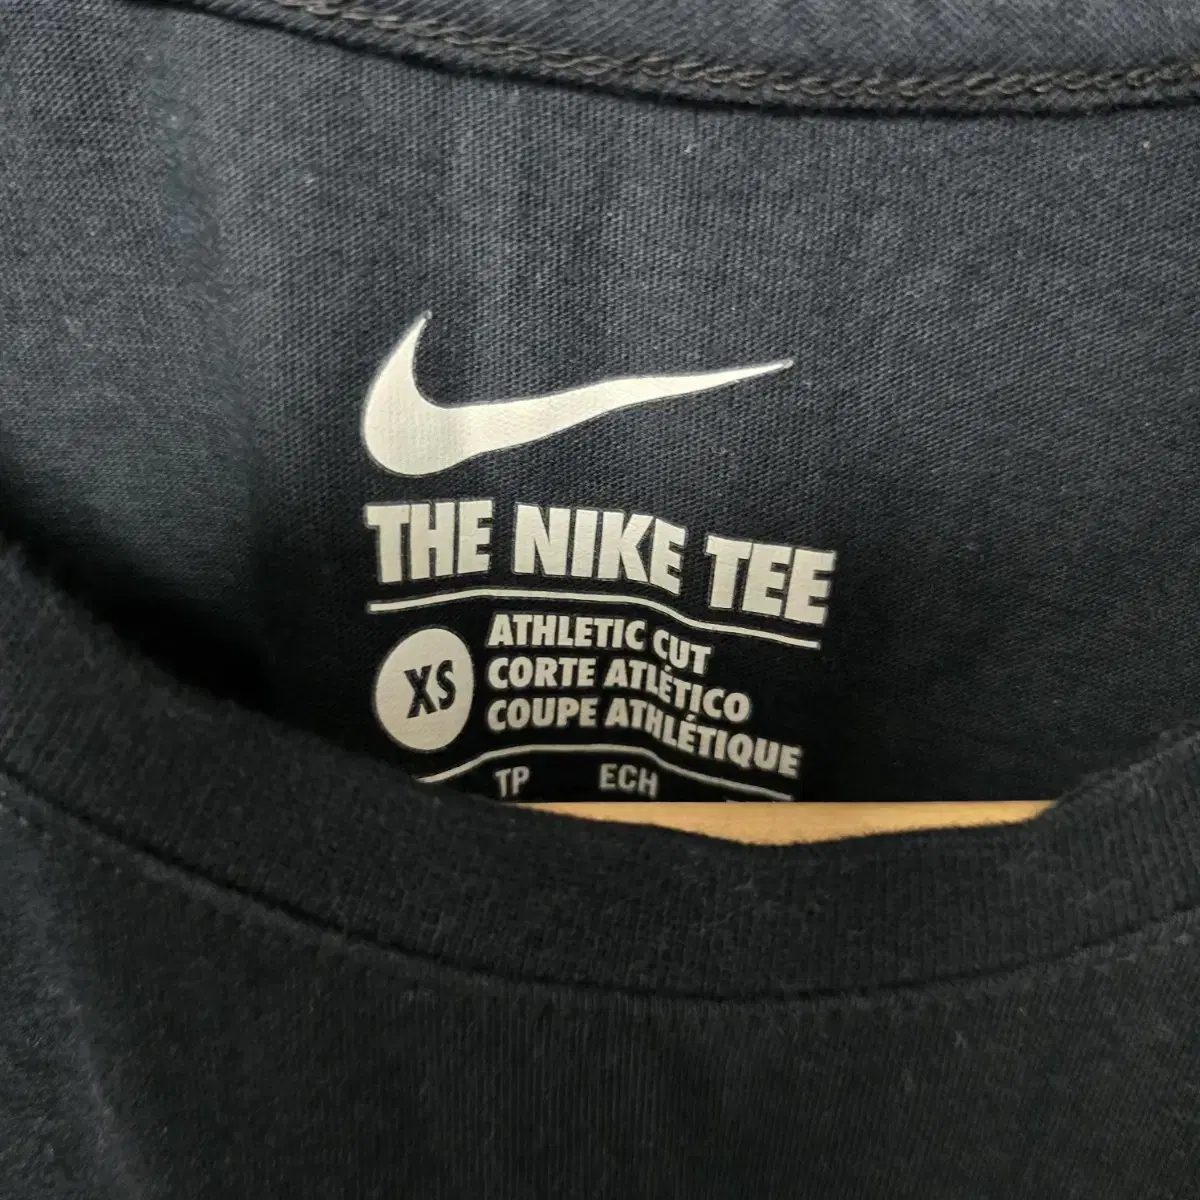 THE NIKE TEE
XS
ATHLETIC CUT
CORTE ATLÉTICO
COUPE ATHLÉTIQUE
TP ECH